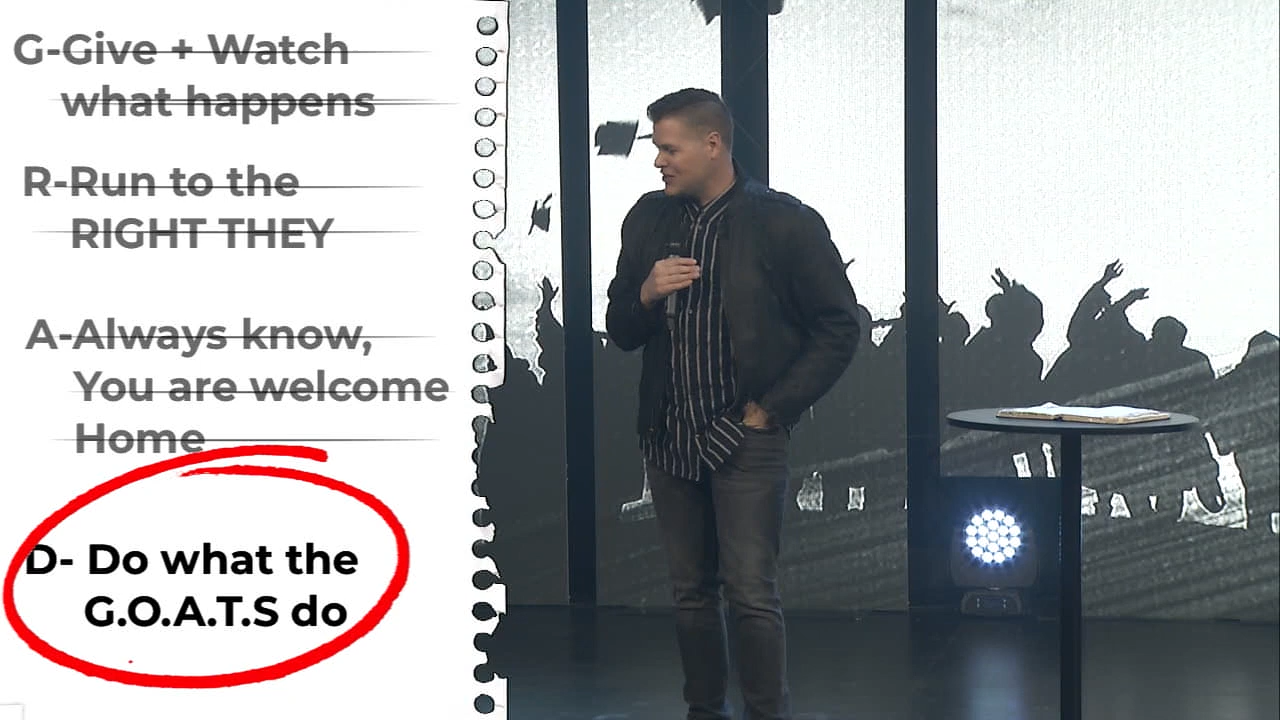 G-Give + Watch
what happens
R-Run to the
RIGHT THEY
A-Always know,
You are welcome
Home
D- Do what the
G.O.A.T.S do